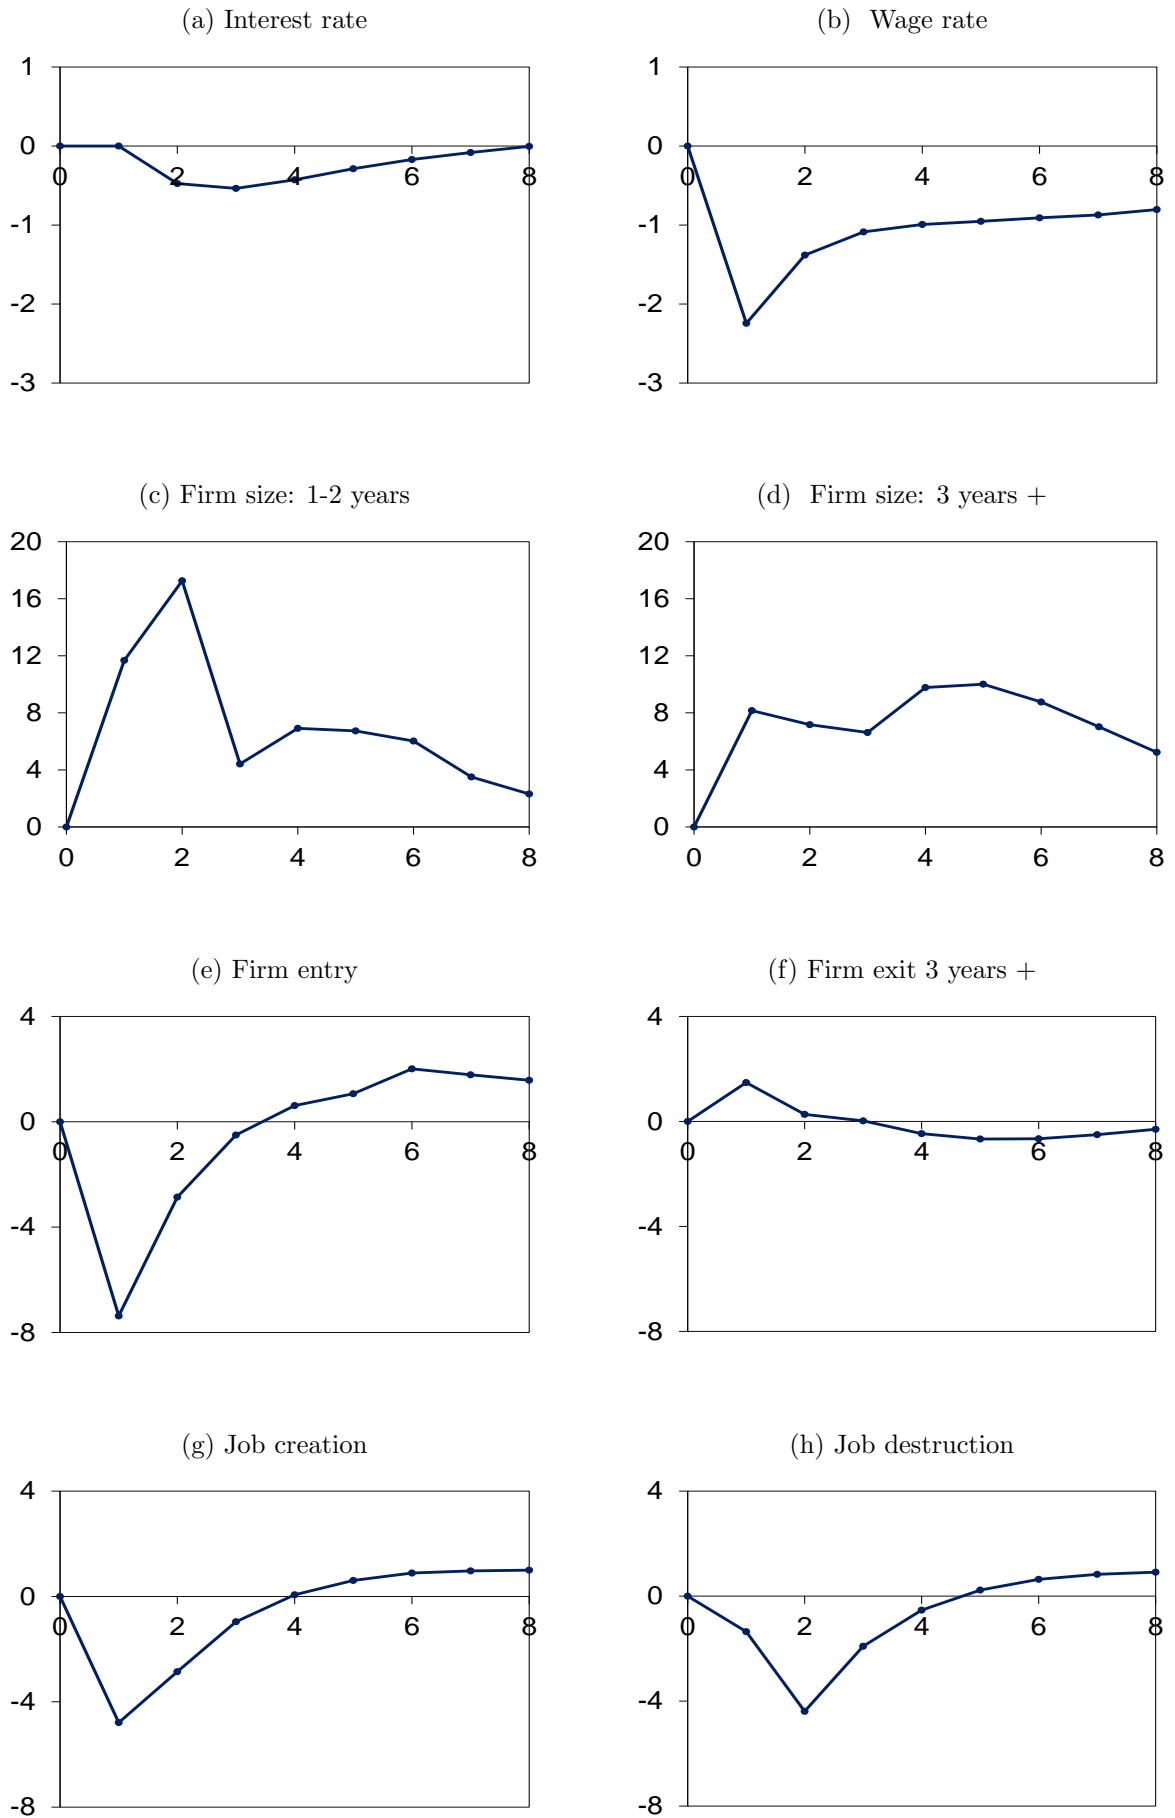 (a) Interest rate
(b) Wage rate
1
0
-1
-2
-3
0 2 4 6 8
1
0
-1
-2
-3
0 2 4 6 8
(c) Firm size: 1-2 years
(d) Firm size: 3 years +
20
16
12
8
4
0
0 2 4 6 8
20
16
12
8
4
0
0 2 4 6 8
(e) Firm entry
(f) Firm exit 3 years +
4
0
-4
-8
0 2 4 6 8
4
0
-4
-8
0 2 4 6 8
(g) Job creation
(h) Job destruction
4
0
-4
-8
0 2 4 6 8
4
0
-4
-8
0 2 4 6 8